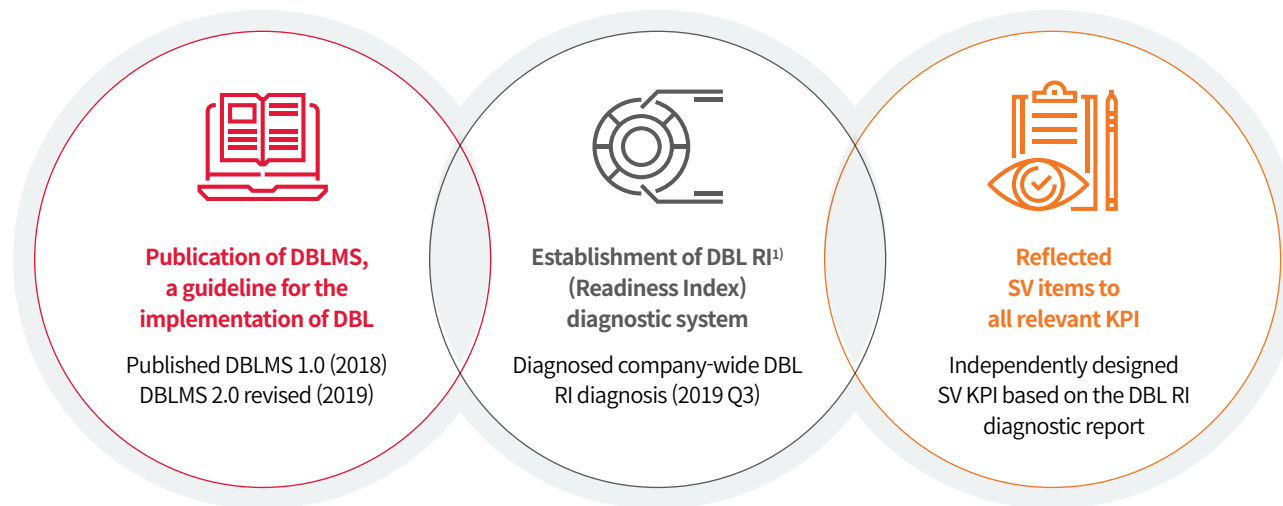 Publication of DBLMS,
a guideline for the
implementation of DBL
Published DBLMS 1.0 (2018)
DBLMS 2.0 revised (2019)
Establishment of DBL RI¹⁾
(Readiness Index)
diagnostic system
Diagnosed company-wide DBL
RI diagnosis (2019 Q3)
Reflected
SV items to
all relevant KPI
Independently designed
SV KPI based on the DBL RI
diagnostic report